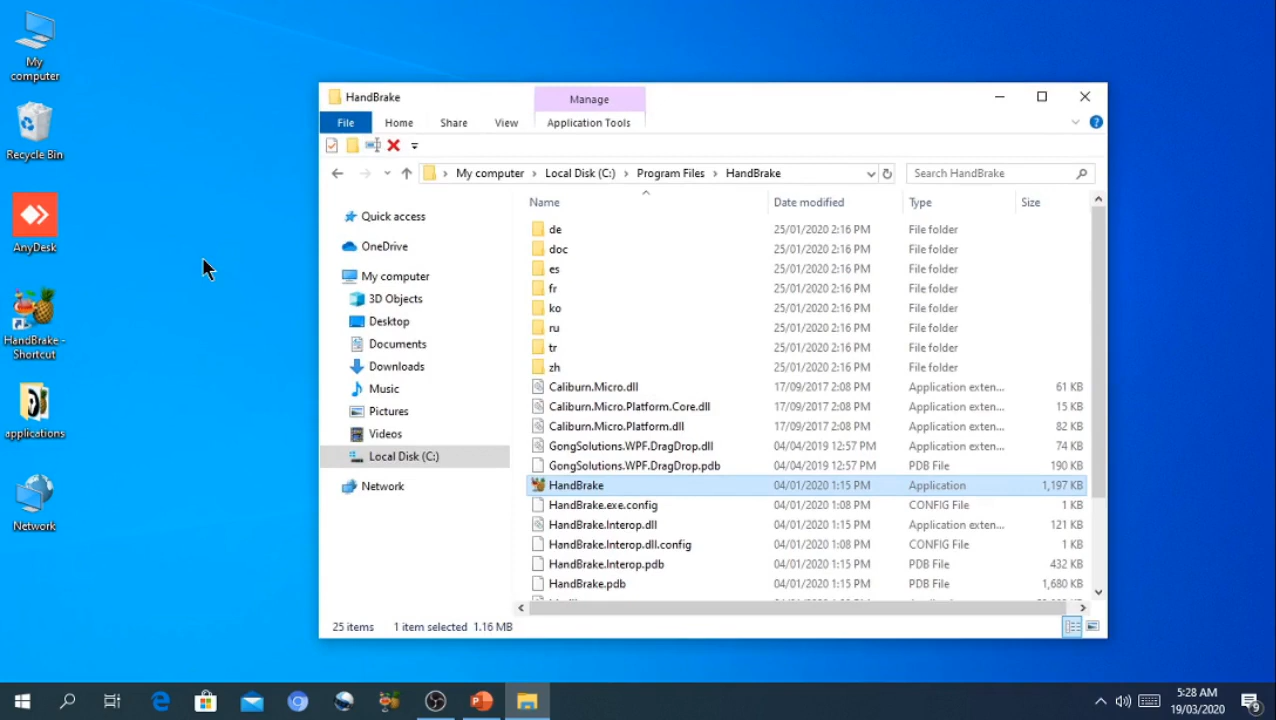 My
computer
Recycle Bin
AnyDesk
HandBrake -
Shortcut
applications
Network
HandBrake
Manage
File Home Share View Application Tools
My computer Local Disk (C:) Program Files HandBrake Search HandBrake
Quick access
OneDrive
My computer
3D Objects
Desktop
Documents
Downloads
Music
Pictures
Videos
Local Disk (C:)
Network
Name Date modified Type Size
de 25/01/2020 2:16 PM File folder
doc 25/01/2020 2:16 PM File folder
es 25/01/2020 2:16 PM File folder
fr 25/01/2020 2:16 PM File folder
ko 25/01/2020 2:16 PM File folder
ru 25/01/2020 2:16 PM File folder
tr 25/01/2020 2:16 PM File folder
zh 25/01/2020 2:16 PM File folder
Caliburn.Micro.dll 17/09/2017 2:08 PM Application exten... 61 KB
Caliburn.Micro.Platform.Core.dll 17/09/2017 2:08 PM Application exten... 15 KB
Caliburn.Micro.Platform.dll 17/09/2017 2:08 PM Application exten... 82 KB
GongSolutions.WPF.DragDrop.dll 04/04/2019 12:57 PM Application exten... 74 KB
GongSolutions.WPF.DragDrop.pdb 04/04/2019 12:57 PM PDB File 190 KB
HandBrake 04/01/2020 1:15 PM Application 1,197 KB
HandBrake.exe.config 04/01/2020 1:08 PM CONFIG File 1 KB
HandBrake.Interop.dll 04/01/2020 1:15 PM Application exten... 121 KB
HandBrake.Interop.dll.config 04/01/2020 1:08 PM CONFIG File 1 KB
HandBrake.Interop.pdb 04/01/2020 1:15 PM PDB File 432 KB
HandBrake.pdb 04/01/2020 1:15 PM PDB File 1,680 KB
25 items 1 item selected 1.16 MB
5:28 AM
19/03/2020
9